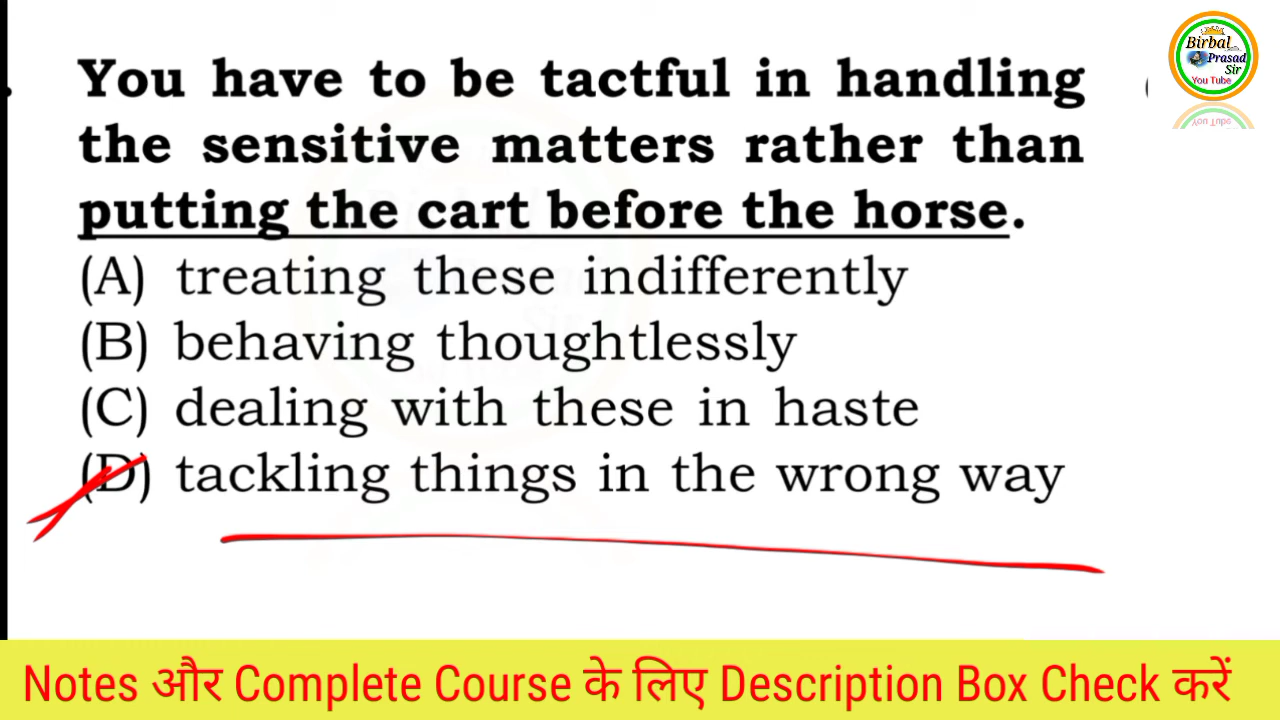 Birbal
Prasad
Sir
You Tube
You have to be tactful in handling
the sensitive matters rather than
putting the cart before the horse.
(A) treating these indifferently
(B) behaving thoughtlessly
(C) dealing with these in haste
(D) tackling things in the wrong way
Notes और Complete Course के लिए Description Box Check करें